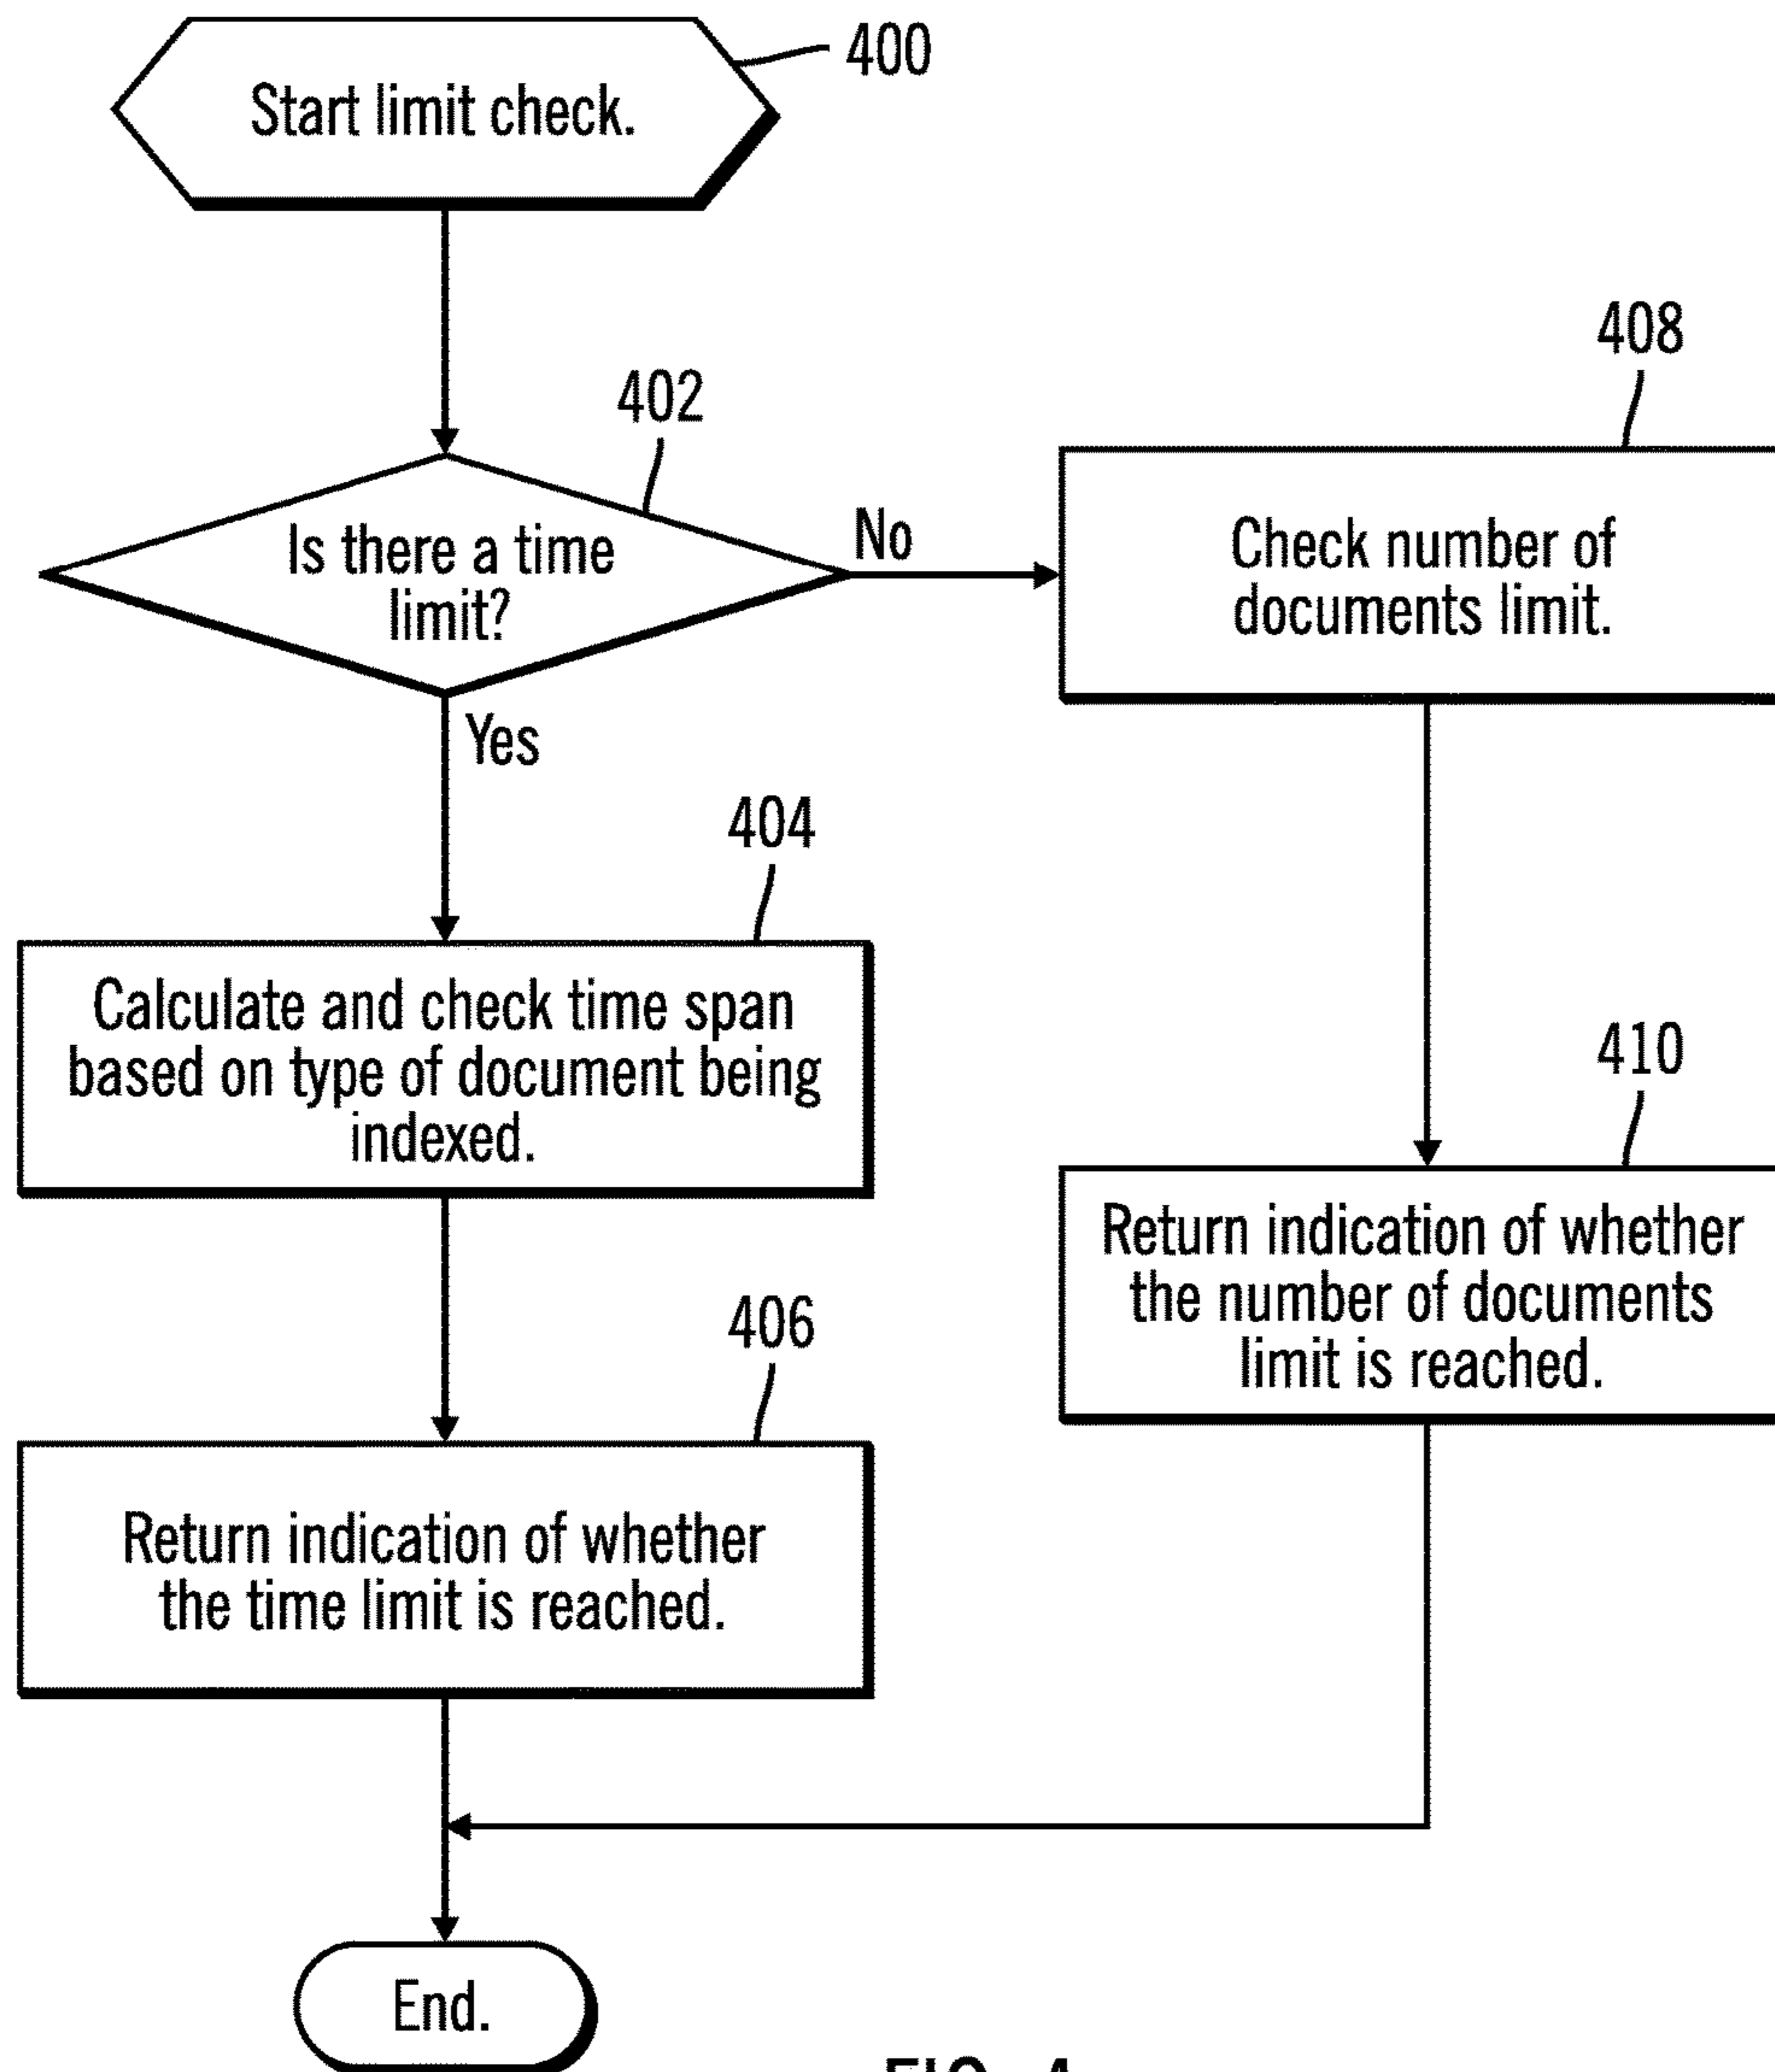 Start limit check.
400
402
Is there a time
limit?
No
Yes
408
Check number of
documents limit.
404
Calculate and check time span
based on type of document being
indexed.
410
Return indication of whether
the number of documents
limit is reached.
406
Return indication of whether
the time limit is reached.
End.